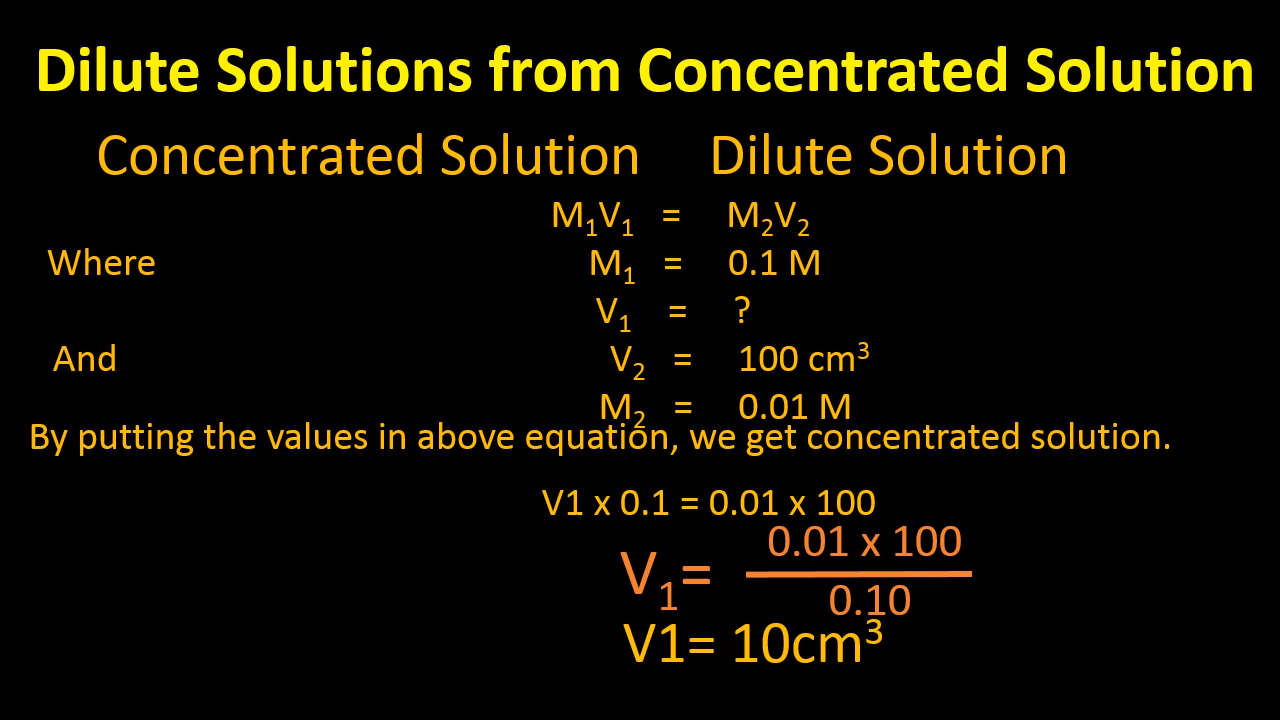 Dilute Solutions from Concentrated Solution
Concentrated Solution Dilute Solution
M₁V₁ = M₂V₂
Where M₁ = 0.1 M
V₁ = ?
And V₂ = 100 cm³
M₂ = 0.01 M
By putting the values in above equation, we get concentrated solution.
V1 x 0.1 = 0.01 x 100
0.01 x 100
V₁=
0.10
V1= 10cm³